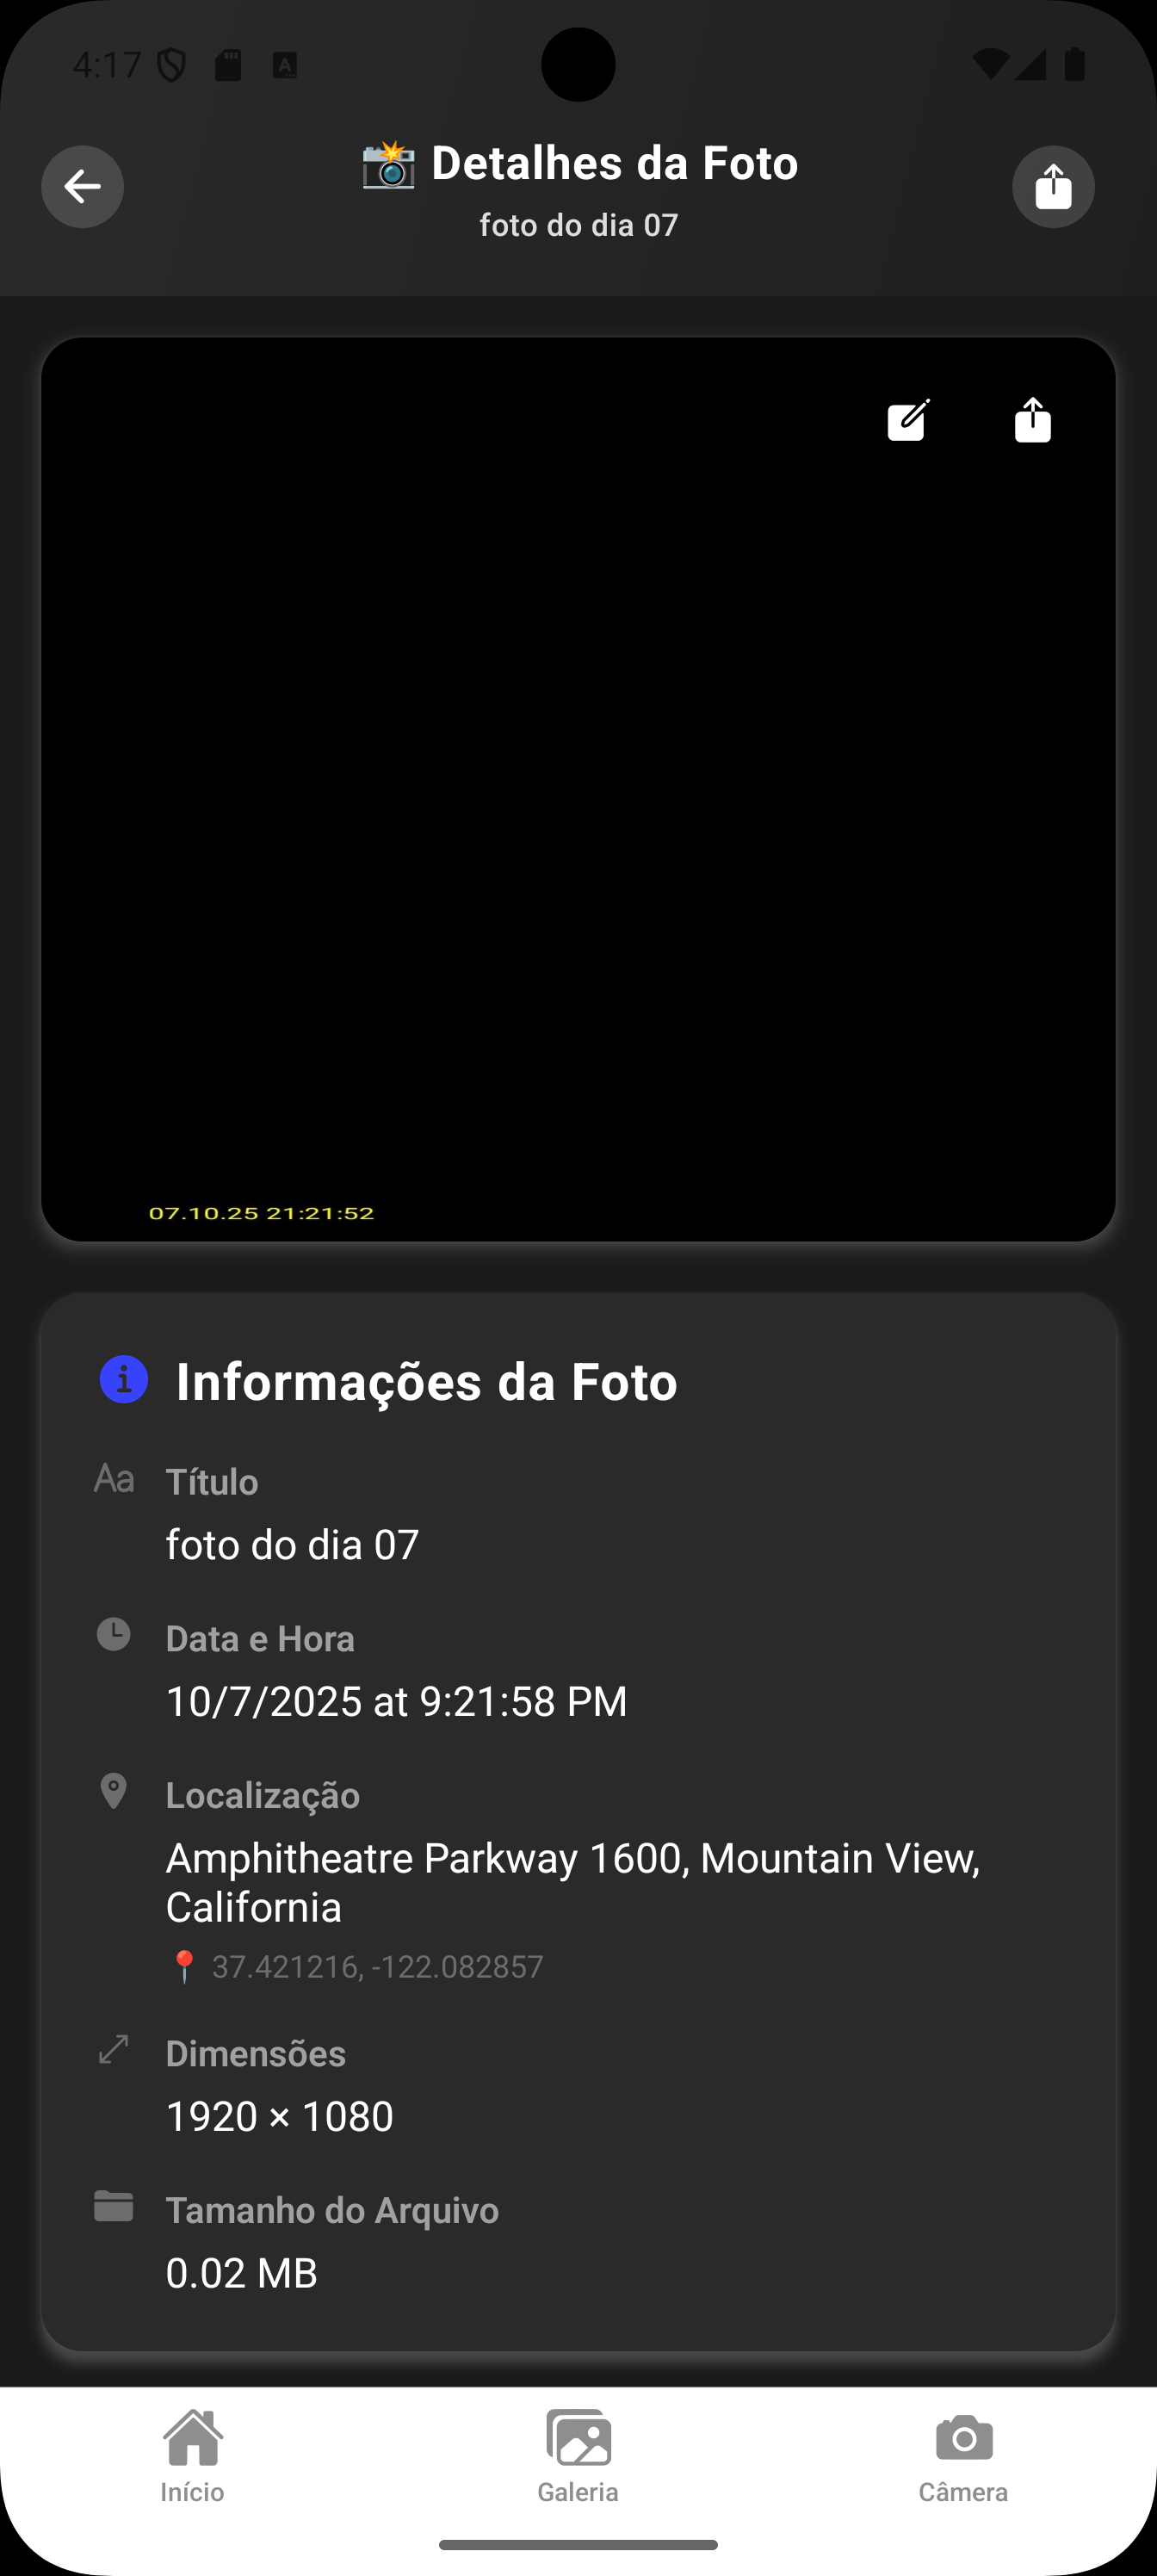 4:17
📸 Detalhes da Foto
foto do dia 07
07.10.25 21:21:52
Informações da Foto
Aa Título
foto do dia 07
Data e Hora
10/7/2025 at 9:21:58 PM
Localização
Amphitheatre Parkway 1600, Mountain View,
California
📍 37.421216, -122.082857
Dimensões
1920 × 1080
Tamanho do Arquivo
0.02 MB
Início Galeria Câmera